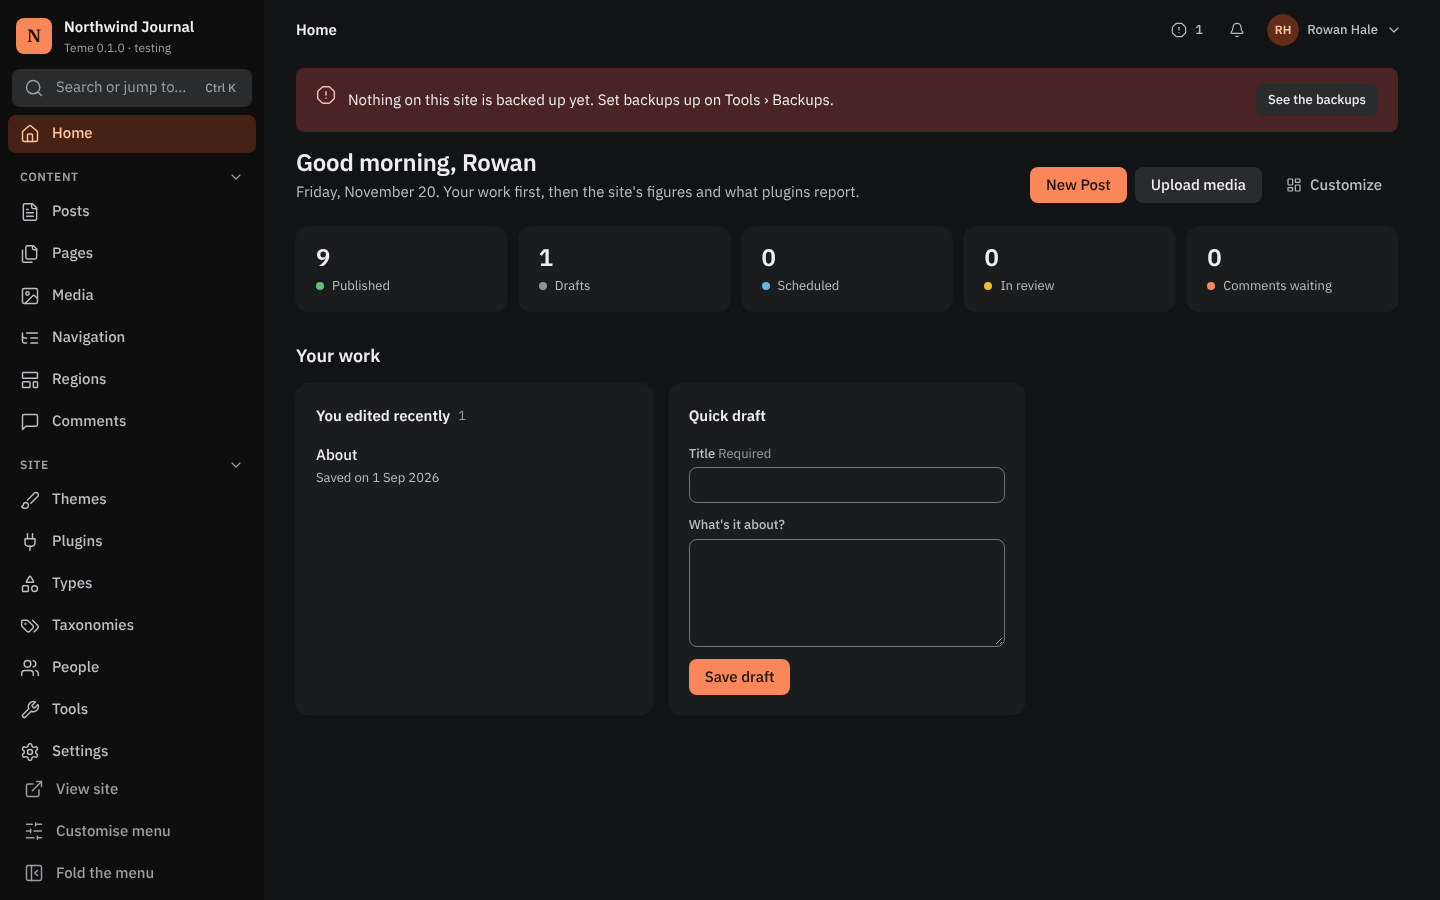 N
Northwind Journal
Teme 0.1.0 · testing
Search or jump to...
Ctrl K
Home
CONTENT
Posts
Pages
Media
Navigation
Regions
Comments
SITE
Themes
Plugins
Types
Taxonomies
People
Tools
Settings
View site
Customise menu
Fold the menu
Home
1
RH
Rowan Hale
Nothing on this site is backed up yet. Set backups up on Tools › Backups.
See the backups
Good morning, Rowan
Friday, November 20. Your work first, then the site's figures and what plugins report.
New Post
Upload media
Customize
9
Published
1
Drafts
0
Scheduled
0
In review
0
Comments waiting
Your work
You edited recently 1
About
Saved on 1 Sep 2026
Quick draft
Title Required
What's it about?
Save draft